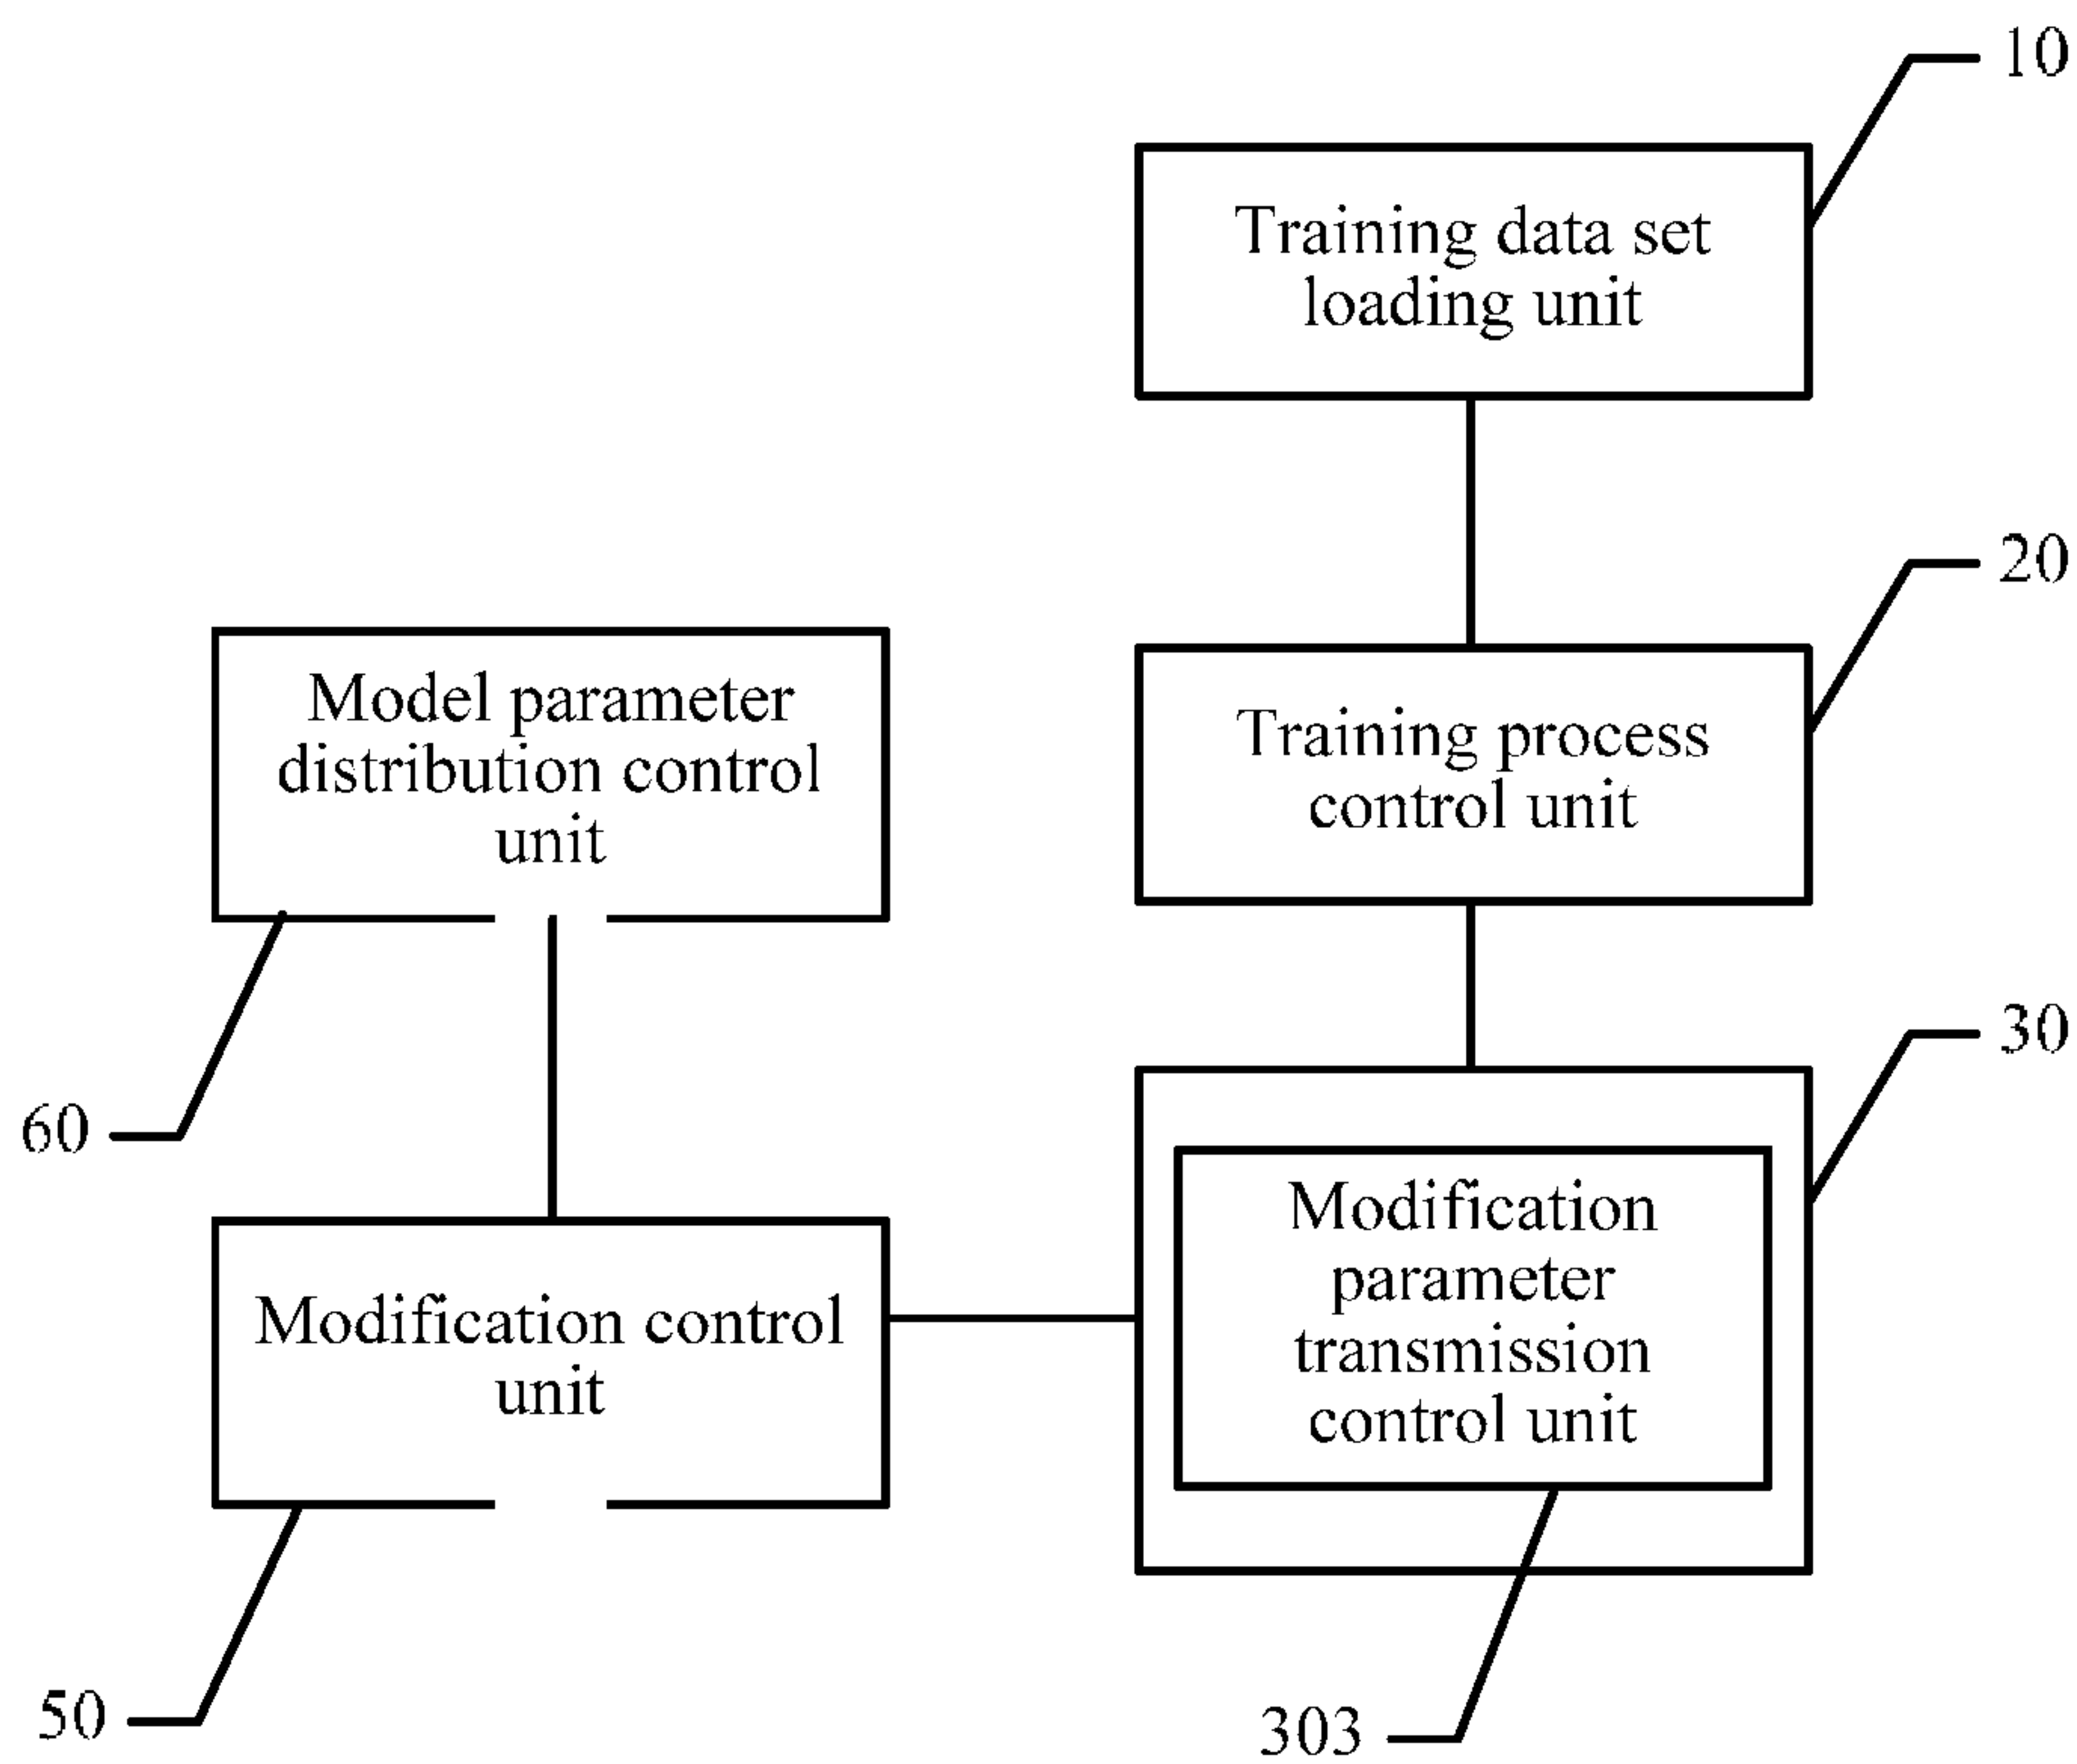 10
Training data set
loading unit
20
Training process
control unit
Model parameter
distribution control
unit
60
30
Modification
parameter
transmission
control unit
Modification control
unit
50
303